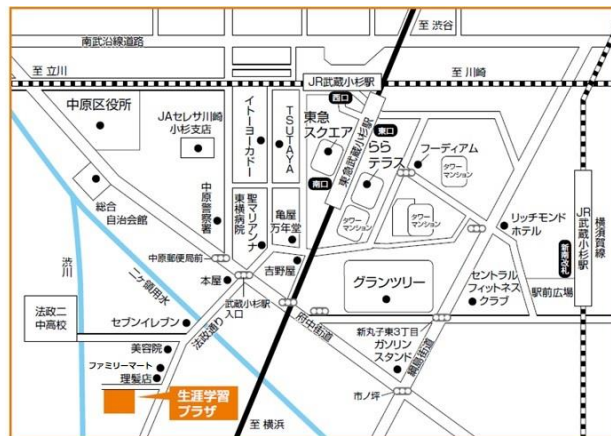 至 渋谷
南武沿線道路
至 立川
JR武蔵小杉駅
至 川崎
中原区役所
JAセレサ川崎
小杉支店
イトーヨーカドー
TSUTAYA
西口
東急
スクエア
東急武蔵小杉駅
東口
らら
テラス
フーディアム
タワー
マンション
南口
総合
自治会館
中原警察署
聖マリアンナ
東横病院
亀屋
万年堂
タワー
マンション
タワー
マンション
リッチモンド
ホテル
JR武蔵小杉駅
横須賀線
新南改札
渋川
二ヶ領用水
中原郵便局前
吉野屋
グランツリー
セントラル
フィットネス
クラブ
駅前広場
本屋
武蔵小杉駅
入口
法政二
中高校
セブンイレブン
法政通り
府中街道
新丸子東3丁目
ガソリン
スタンド
綱島街道
美容院
ファミリーマート
理髪店
市ノ坪
生涯学習
プラザ
至 横浜